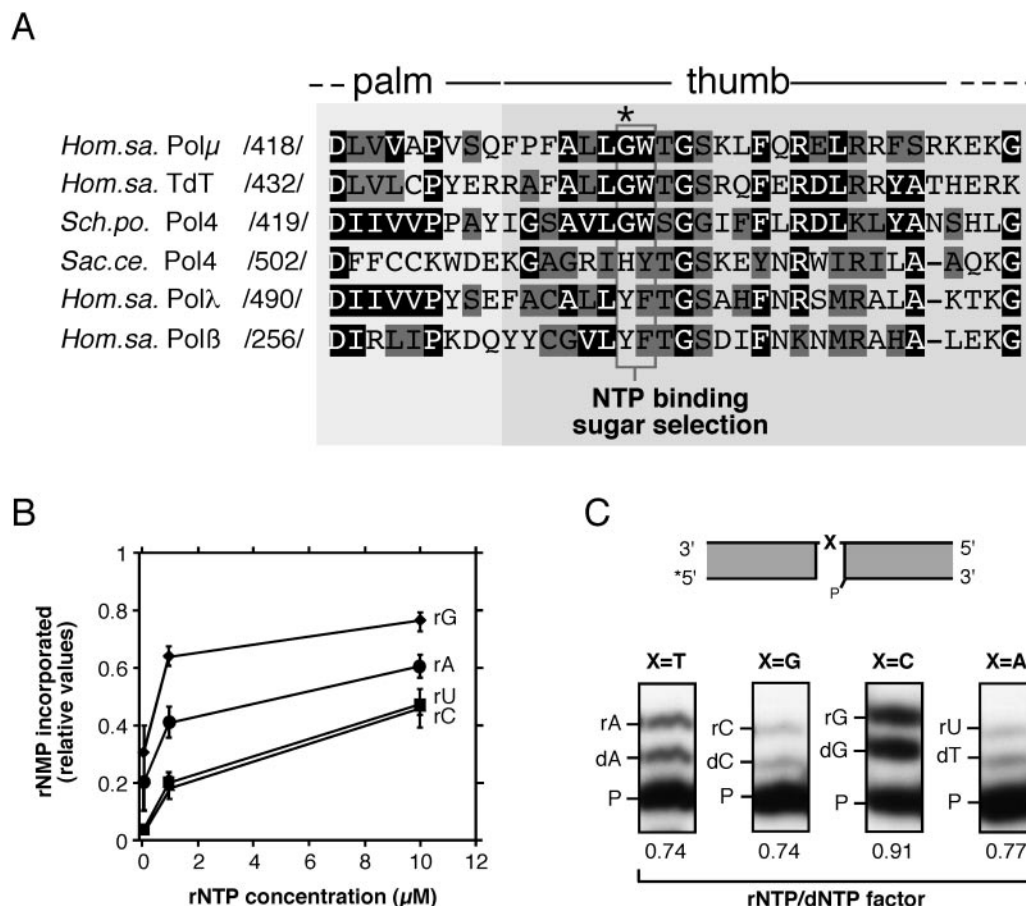 A
palm thumb
*
Hom.sa. Polµ /418/ DLVVAPVSQFPFALLGWTGSKLFQRELRRFSRKEKG
Hom.sa. TdT /432/ DLVLCPYERRAFALLGWTGSRQFERDLRRYATHERK
Sch.po. Pol4 /419/ DIIVVPPAYIGSAVLGWSGGIFFLRDLKLYANSHLG
Sac.ce. Pol4 /502/ DFFCCKWDEKGAGRIHYTGSKEYNRWIRILA-AQKG
Hom.sa. Polλ /490/ DIIVVPYSEFACALLYFTGSAHFNRSMRALA-KTKG
Hom.sa. Polß /256/ DIRLIPKDQYYCGVLYFTGSDIFNKNMRAHA-LEKG
NTP binding
sugar selection
B
rNMP incorporated
(relative values)
1
0.8
0.6
0.4
0.2
0
rG
rA
rU
rC
0 2 4 6 8 10 12
rNTP concentration (µM)
C
3' X 5'
*5' P 3'
X=T X=G X=C X=A
rA
dA
P
rC
dC
P
rG
dG
P
rU
dT
P
0.74 0.74 0.91 0.77
rNTP/dNTP factor